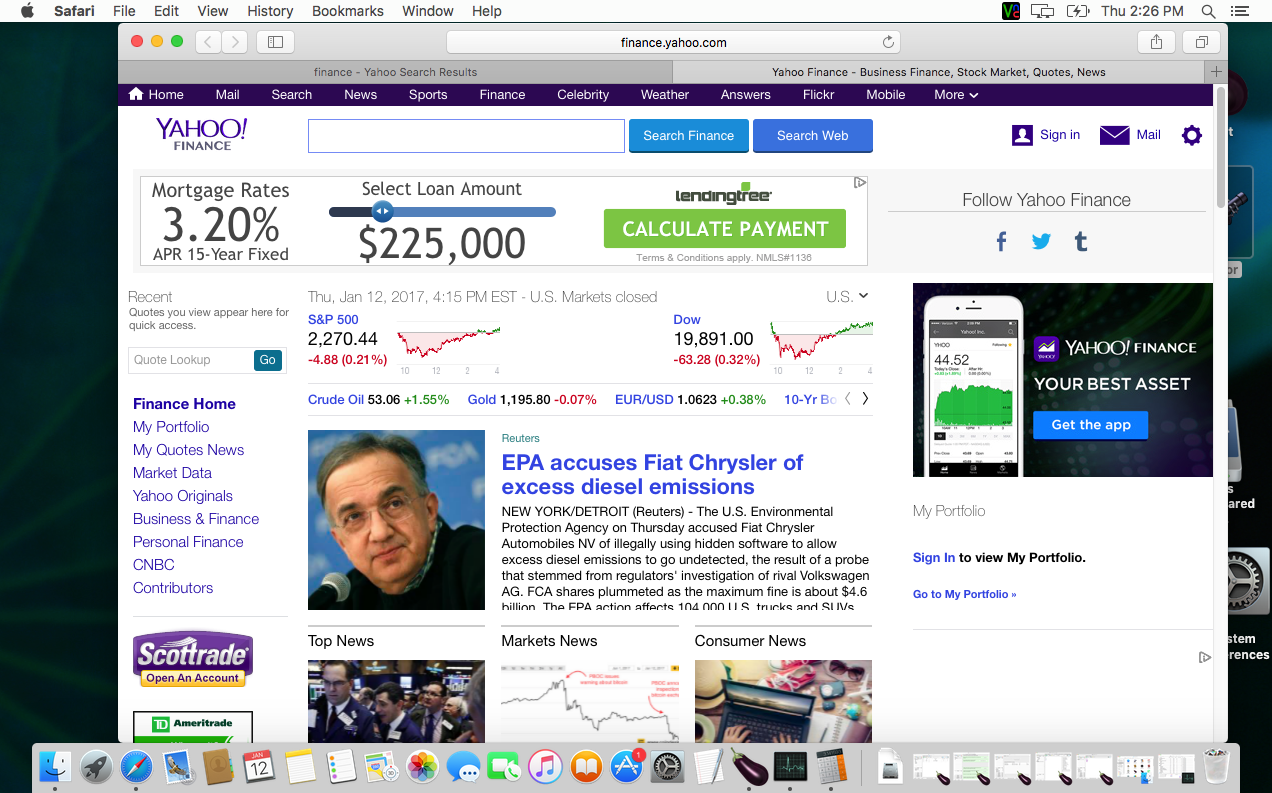 Safari File Edit View History Bookmarks Window Help Thu 2:26 PM
finance.yahoo.com
finance - Yahoo Search Results
Yahoo Finance - Business Finance, Stock Market, Quotes, News
Home Mail Search News Sports Finance Celebrity Weather Answers Flickr Mobile More
YAHOO!
FINANCE
Search Finance
Search Web
Sign in
Mail
Mortgage Rates
3.20%
APR 15-Year Fixed
Select Loan Amount
$225,000
lendingtree
CALCULATE PAYMENT
Terms & Conditions apply. NMLS#1136
Follow Yahoo Finance
Recent
Quotes you view appear here for
quick access.
Quote Lookup
Go
Finance Home
My Portfolio
My Quotes News
Market Data
Yahoo Originals
Business & Finance
Personal Finance
CNBC
Contributors
Scottrade
Open An Account
TD Ameritrade
Thu, Jan 12, 2017, 4:15 PM EST - U.S. Markets closed
U.S.
S&P 500
2,270.44
-4.88 (0.21%)
10 12 2 4
Dow
19,891.00
-63.28 (0.32%)
10 12 2 4
Crude Oil 53.06 +1.55% Gold 1,195.80 -0.07% EUR/USD 1.0623 +0.38% 10-Yr Bo
Reuters
EPA accuses Fiat Chrysler of
excess diesel emissions
NEW YORK/DETROIT (Reuters) - The U.S. Environmental
Protection Agency on Thursday accused Fiat Chrysler
Automobiles NV of illegally using hidden software to allow
excess diesel emissions to go undetected, the result of a probe
that stemmed from regulators' investigation of rival Volkswagen
AG. FCA shares plummeted as the maximum fine is about $4.6
billion. The EPA action affects 104,000 U.S. trucks and SUVs
Top News
Markets News
Consumer News
YHOO
44.52
YAHOO! FINANCE
YOUR BEST ASSET
Get the app
My Portfolio
Sign In to view My Portfolio.
Go to My Portfolio »
JAN
12
1